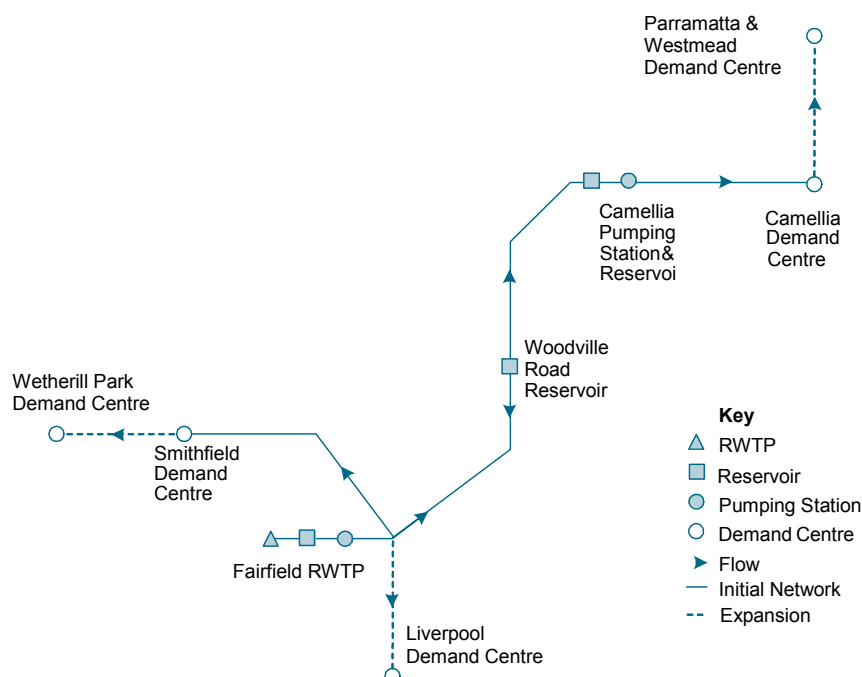 Parramatta &
Westmead
Demand Centre
Camellia
Pumping
Station&
Reservoi
Camellia
Demand
Centre
Woodville
Road
Reservoir
Wetherill Park
Demand Centre
Smithfield
Demand
Centre
Fairfield RWTP
Liverpool
Demand Centre
Key
RWTP
Reservoir
Pumping Station
Demand Centre
Flow
Initial Network
Expansion